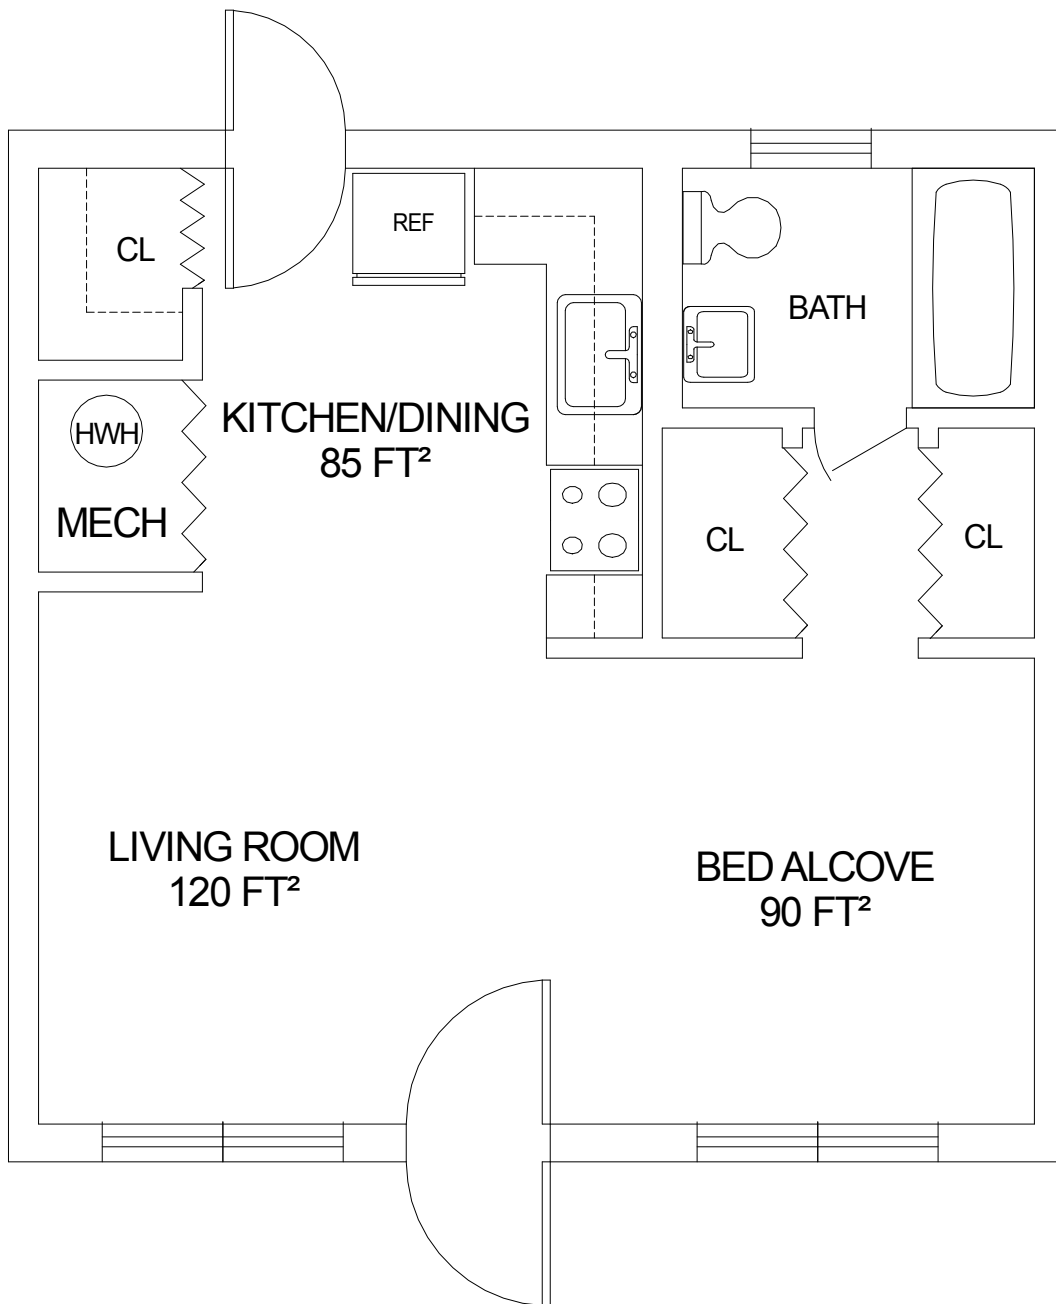 REF
CL
BATH
KITCHEN/DINING
85 FT²
HWH
MECH
CL
CL
LIVING ROOM
120 FT²
BED ALCOVE
90 FT²